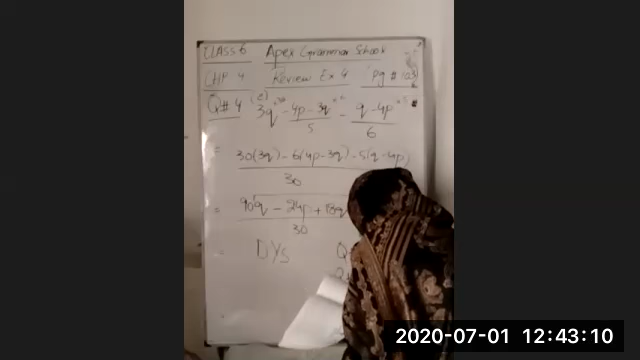 CLASS 6 Apex Grammar School
CHP 4 Review Ex 4 Pg # 103
Q# 4 (e) 3q - 4p - 3q / 5 - q - 4p / 6
= 30(3q) - 6(4p - 3q) - 5(q - 4p) / 30
= 90q - 24p + 18q / 30
DYS Q
2020-07-01 12:43:10